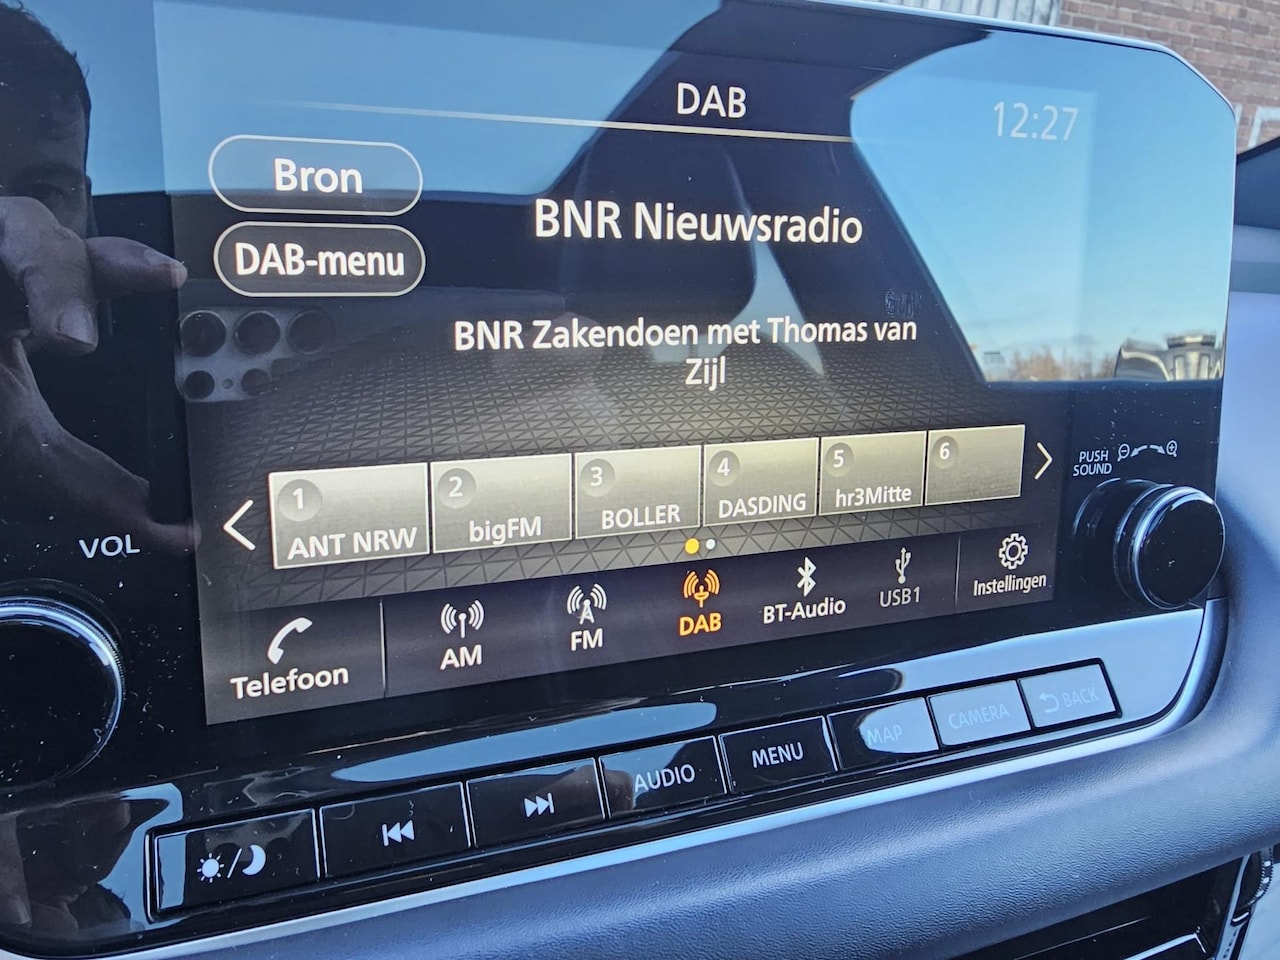 DAB
12:27
Bron
BNR Nieuwsradio
DAB-menu
BNR Zakendoen met Thomas van
Zijl
1
ANT NRW
2
bigFM
3
BOLLER
4
DASDING
5
hr3Mitte
6
PUSH
SOUND
VOL
Telefoon
AM
FM
DAB
BT-Audio
USB1
Instellingen
AUDIO
MENU
MAP
CAMERA
BACK